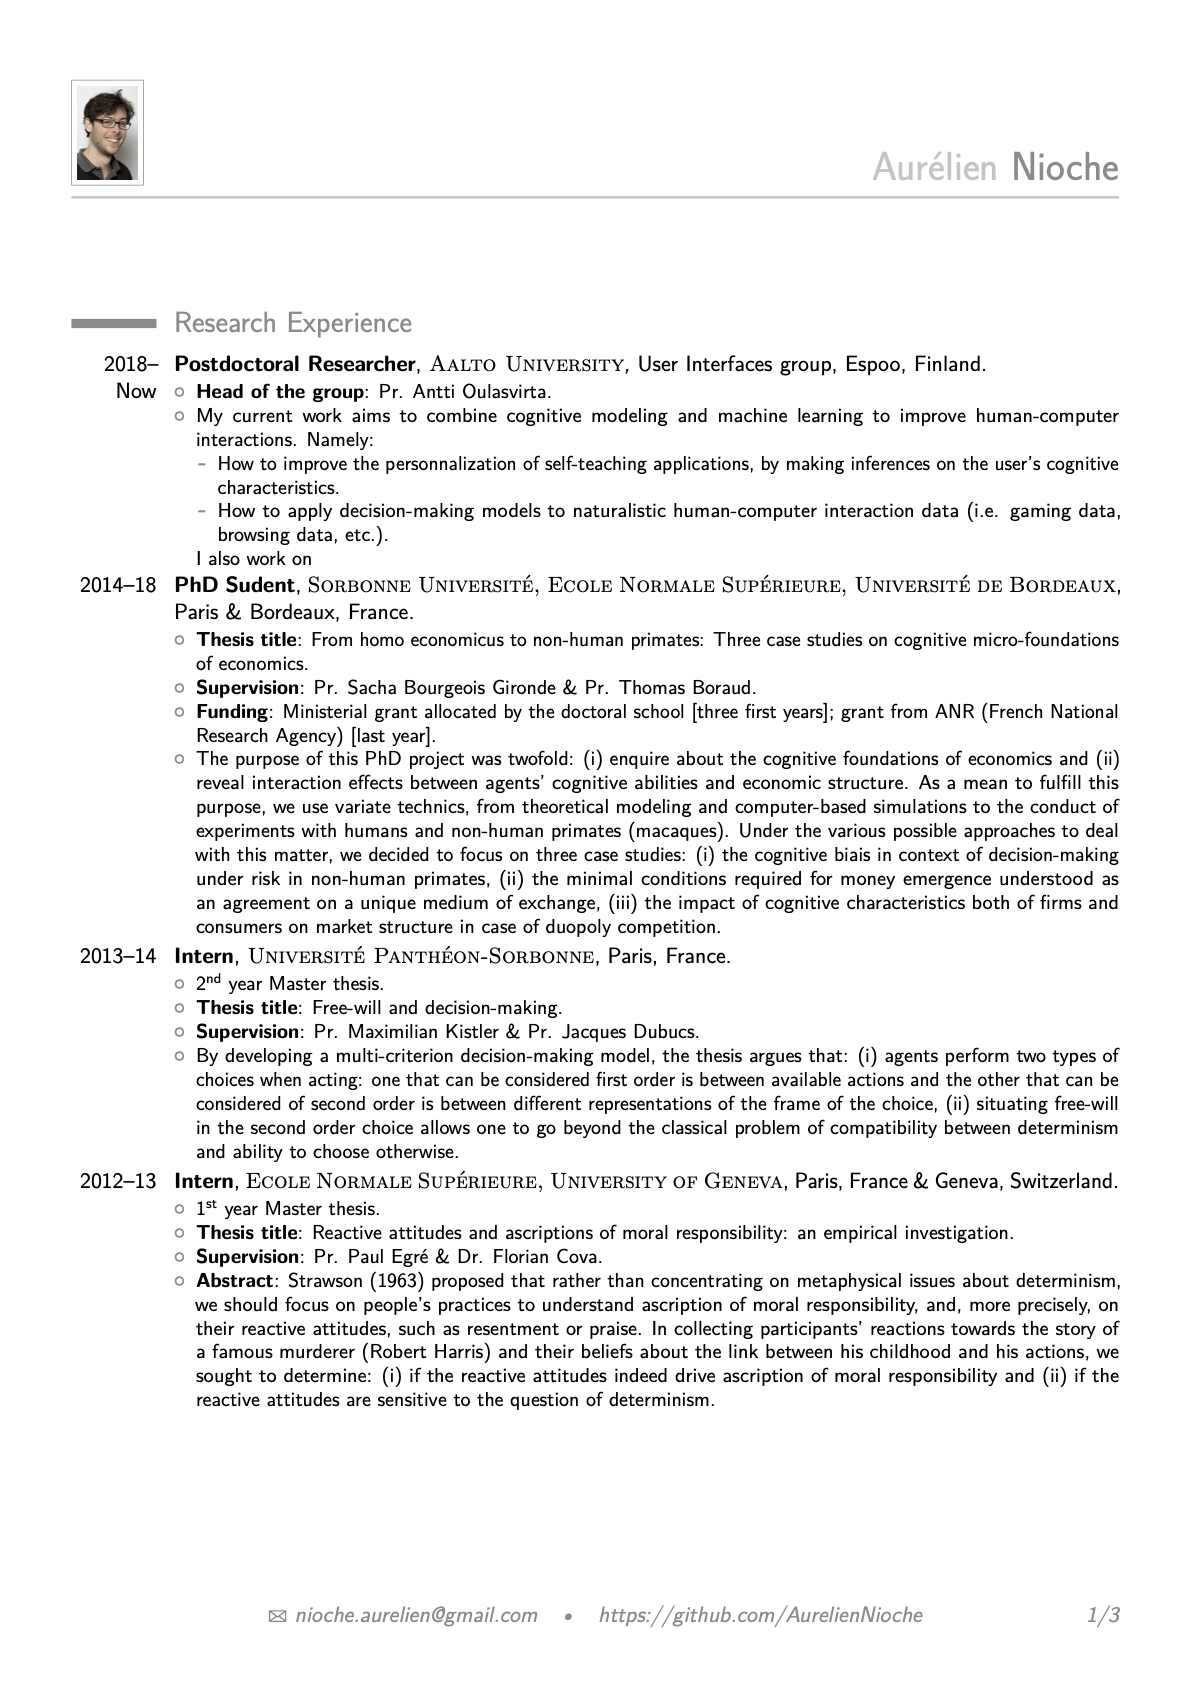 Aurélien Nioche
Research Experience
2018– Postdoctoral Researcher, Aalto University, User Interfaces group, Espoo, Finland.
Now ○ Head of the group: Pr. Antti Oulasvirta.
○ My current work aims to combine cognitive modeling and machine learning to improve human-computer
interactions. Namely:
- How to improve the personnalization of self-teaching applications, by making inferences on the user's cognitive
characteristics.
- How to apply decision-making models to naturalistic human-computer interaction data (i.e. gaming data,
browsing data, etc.).
I also work on
2014–18 PhD Sudent, Sorbonne Université, Ecole Normale Supérieure, Université de Bordeaux,
Paris & Bordeaux, France.
○ Thesis title: From homo economicus to non-human primates: Three case studies on cognitive micro-foundations
of economics.
○ Supervision: Pr. Sacha Bourgeois Gironde & Pr. Thomas Boraud.
○ Funding: Ministerial grant allocated by the doctoral school [three first years]; grant from ANR (French National
Research Agency) [last year].
○ The purpose of this PhD project was twofold: (i) enquire about the cognitive foundations of economics and (ii)
reveal interaction effects between agents' cognitive abilities and economic structure. As a mean to fulfill this
purpose, we use variate technics, from theoretical modeling and computer-based simulations to the conduct of
experiments with humans and non-human primates (macaques). Under the various possible approaches to deal
with this matter, we decided to focus on three case studies: (i) the cognitive biais in context of decision-making
under risk in non-human primates, (ii) the minimal conditions required for money emergence understood as
an agreement on a unique medium of exchange, (iii) the impact of cognitive characteristics both of firms and
consumers on market structure in case of duopoly competition.
2013–14 Intern, Université Panthéon-Sorbonne, Paris, France.
○ 2nd year Master thesis.
○ Thesis title: Free-will and decision-making.
○ Supervision: Pr. Maximilian Kistler & Pr. Jacques Dubucs.
○ By developing a multi-criterion decision-making model, the thesis argues that: (i) agents perform two types of
choices when acting: one that can be considered first order is between available actions and the other that can be
considered of second order is between different representations of the frame of the choice, (ii) situating free-will
in the second order choice allows one to go beyond the classical problem of compatibility between determinism
and ability to choose otherwise.
2012–13 Intern, Ecole Normale Supérieure, University of Geneva, Paris, France & Geneva, Switzerland.
○ 1st year Master thesis.
○ Thesis title: Reactive attitudes and ascriptions of moral responsibility: an empirical investigation.
○ Supervision: Pr. Paul Egré & Dr. Florian Cova.
○ Abstract: Strawson (1963) proposed that rather than concentrating on metaphysical issues about determinism,
we should focus on people's practices to understand ascription of moral responsibility, and, more precisely, on
their reactive attitudes, such as resentment or praise. In collecting participants' reactions towards the story of
a famous murderer (Robert Harris) and their beliefs about the link between his childhood and his actions, we
sought to determine: (i) if the reactive attitudes indeed drive ascription of moral responsibility and (ii) if the
reactive attitudes are sensitive to the question of determinism.
✉ nioche.aurelien@gmail.com • https://github.com/AurelienNioche 1/3